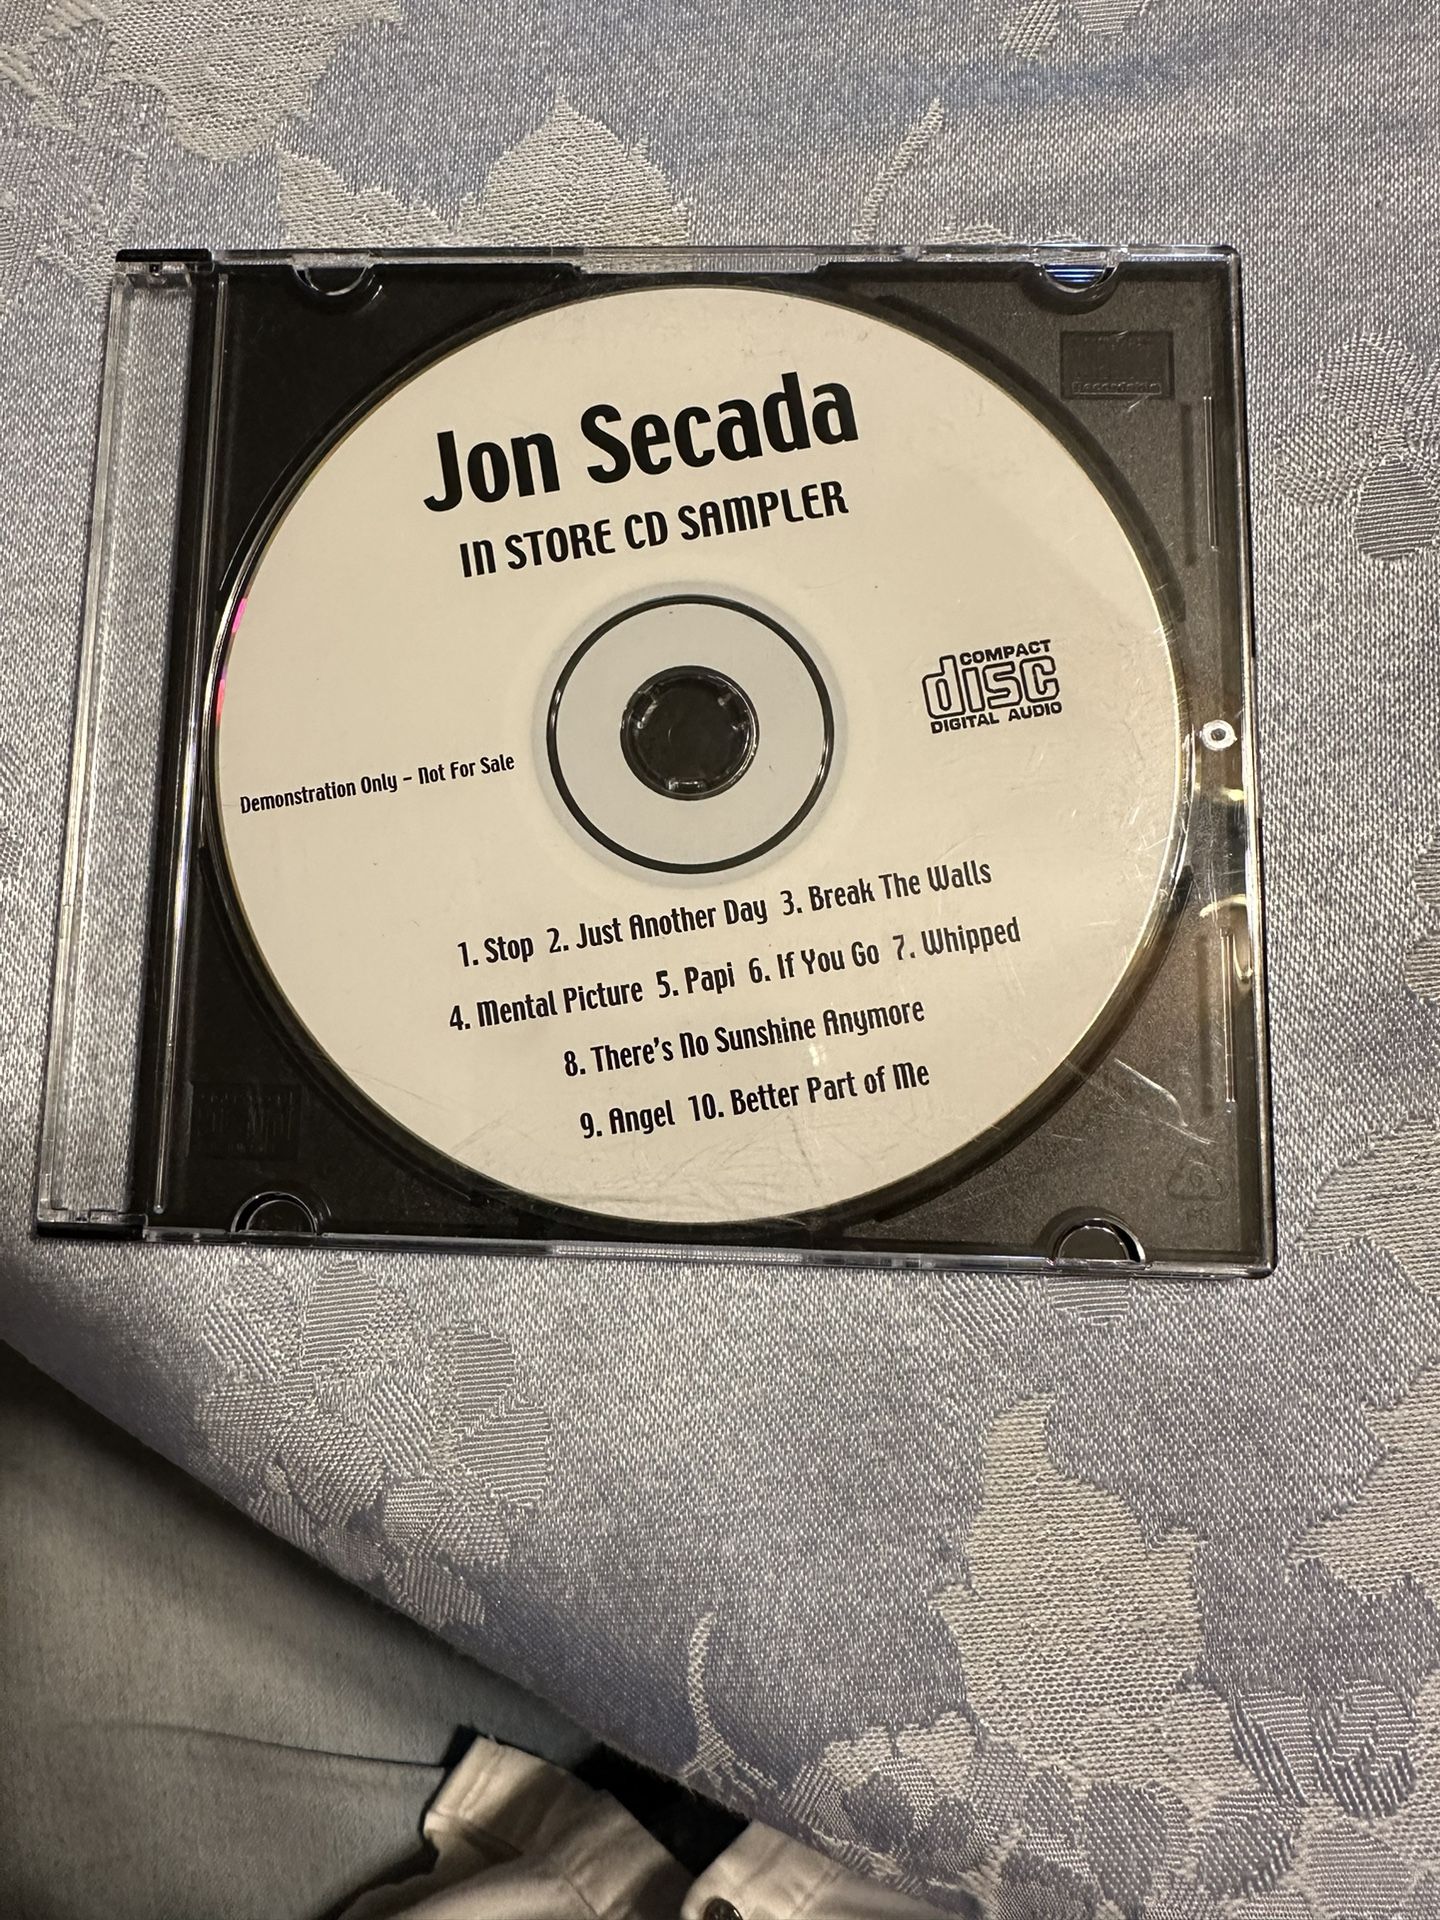 Jon Secada
IN STORE CD SAMPLER
COMPACT
disc
DIGITAL AUDIO
Demonstration Only - Not For Sale
1. Stop 2. Just Another Day 3. Break The Walls
4. Mental Picture 5. Papi 6. If You Go 7. Whipped
8. There's No Sunshine Anymore
9. Angel 10. Better Part of Me
Recordable